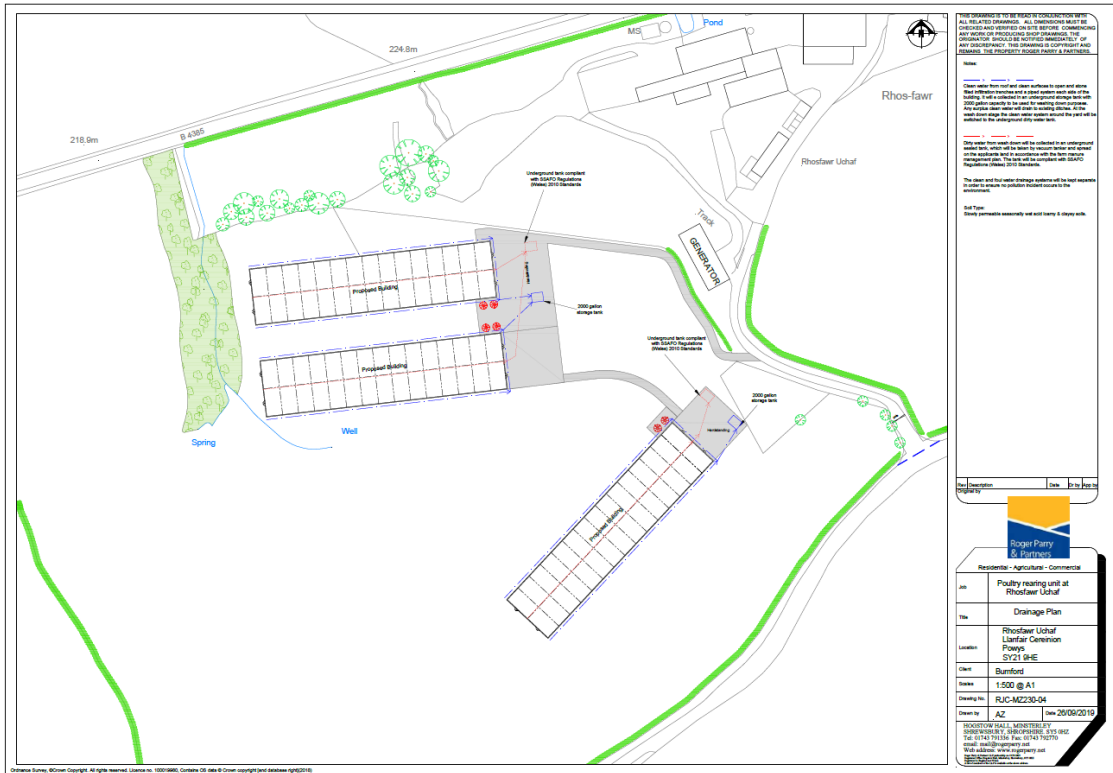 THIS DRAWING IS TO BE READ IN CONJUNCTION WITH
ALL RELATED DRAWINGS. ALL DIMENSIONS MUST BE
CHECKED AND VERIFIED ON SITE BEFORE COMMENCING
ANY WORK OR PRODUCING SHOP DRAWINGS. THE
ORIGINATOR SHOULD BE NOTIFIED IMMEDIATELY OF
ANY DISCREPANCY. THIS DRAWING IS COPYRIGHT AND
REMAINS THE PROPERTY ROGER PARRY & PARTNERS.
Notes:
Clean water from roof and clean surfaces to open and stone
filled infiltration trenches and a piped system each side of the
building. It will e collected in an underground storage tank with
2000 gallon capacity to be used for washing down purposes.
Any surplus clean water will drain to existing ditches. At the
wash down stage the clean water system around the yard will be
switched to the underground dirty water tank.
Dirty water from wash down will be collected in an underground
sealed tank, which will be taken by vacuum tanker and spread
on the applicants land in accordance with the farm manure
management plan. The tank will be compliant with SSAFO
Regulations (Wales) 2010 Standards.
The clean and foul water drainage systems will be kept separate
in order to ensure no pollution incident occurs to the
environment.
Soil Type:
Slowly permeable seasonally wet acid loamy & clayey soils.
Pond
MS
224.8m
Rhos-fawr
218.9m
B 4385
Rhosfawr Uchaf
Underground tank compliant
with SSAFO Regulations
(Wales) 2010 Standards
Track
GENERATOR
Proposed Building
2000 gallon
storage tank
Underground tank compliant
with SSAFO Regulations
(Wales) 2010 Standards
Proposed Building
2000 gallon
storage tank
Hardstanding
Well
Spring
Proposed Building
Rev Description Date Dr by App by
Original by
Roger Parry
& Partners
Residential - Agricultural - Commercial
Job Poultry rearing unit at
Rhosfawr Uchaf
Title Drainage Plan
Location Rhosfawr Uchaf
Llanfair Cereinion
Powys
SY21 9HE
Client Bumford
Scales 1:500 @ A1
Drawing No. RJC-MZ230-04
Drawn by AZ Date 26/09/2019
HOGSTOW HALL, MINSTERLEY
SHREWSBURY, SHROPSHIRE. SY5 0HZ
Tel: 01743 791336 Fax: 01743 792770
email: mail@rogerparry.net
Web address: www.rogerparry.net
Ordnance Survey, ©Crown Copyright. All rights reserved. Licence no. 100019980, Contains OS data © Crown copyright [and database right](2018)